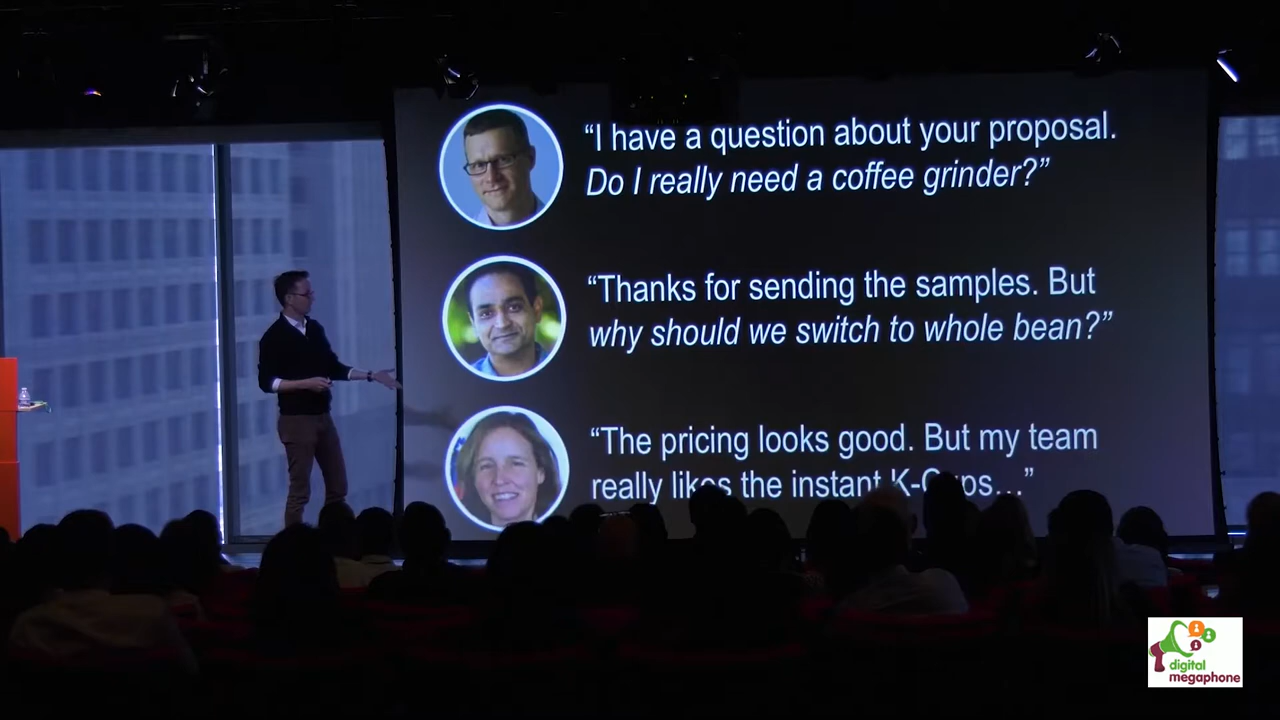 “I have a question about your proposal.
Do I really need a coffee grinder?”
“Thanks for sending the samples. But
why should we switch to whole bean?”
“The pricing looks good. But my team
really likes the instant K-Cups…”
digital
megaphone